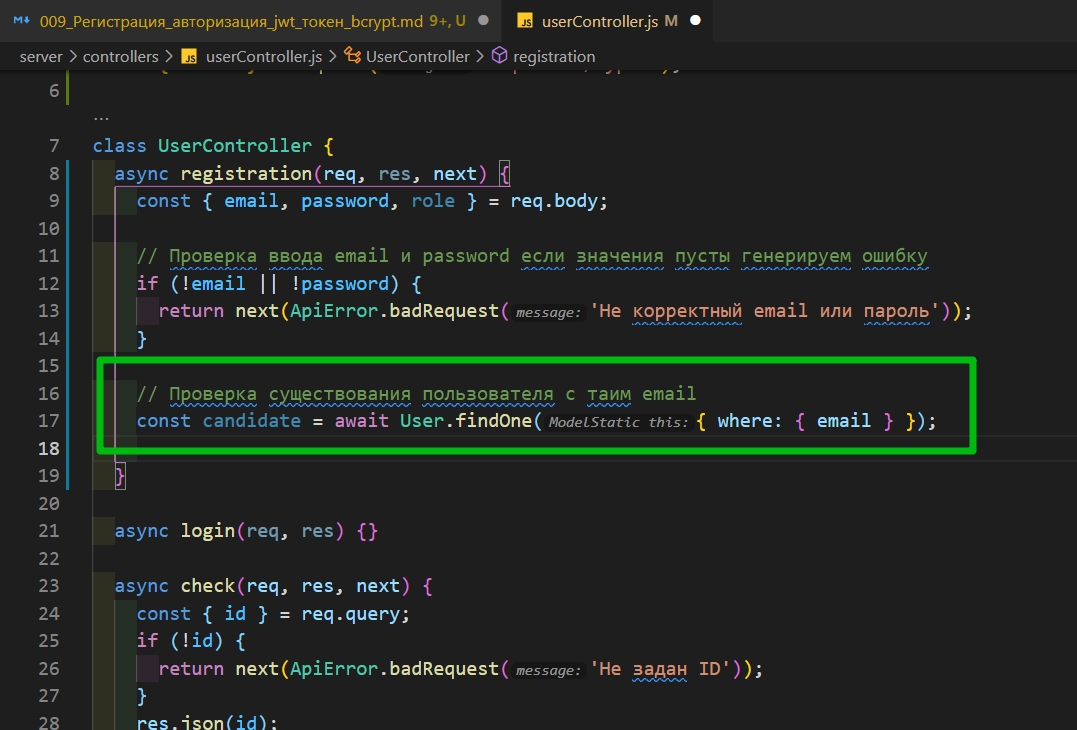 009_Регистрация_авторизация_jwt_токен_bcrypt.md 9+, U
JS userController.js M
server > controllers > JS userController.js > UserController > registration
6
...
7 class UserController {
8 async registration(req, res, next) {
9 const { email, password, role } = req.body;
10
11 // Проверка ввода email и password если значения пусты генерируем ошибку
12 if (!email || !password) {
13 return next(ApiError.badRequest( message: 'Не корректный email или пароль'));
14 }
15
16 // Проверка существования пользователя с таим email
17 const candidate = await User.findOne( ModelStatic this: { where: { email } });
18
19 }
20
21 async login(req, res) {}
22
23 async check(req, res, next) {
24 const { id } = req.query;
25 if (!id) {
26 return next(ApiError.badRequest( message: 'Не задан ID'));
27 }
28 res.json(id);